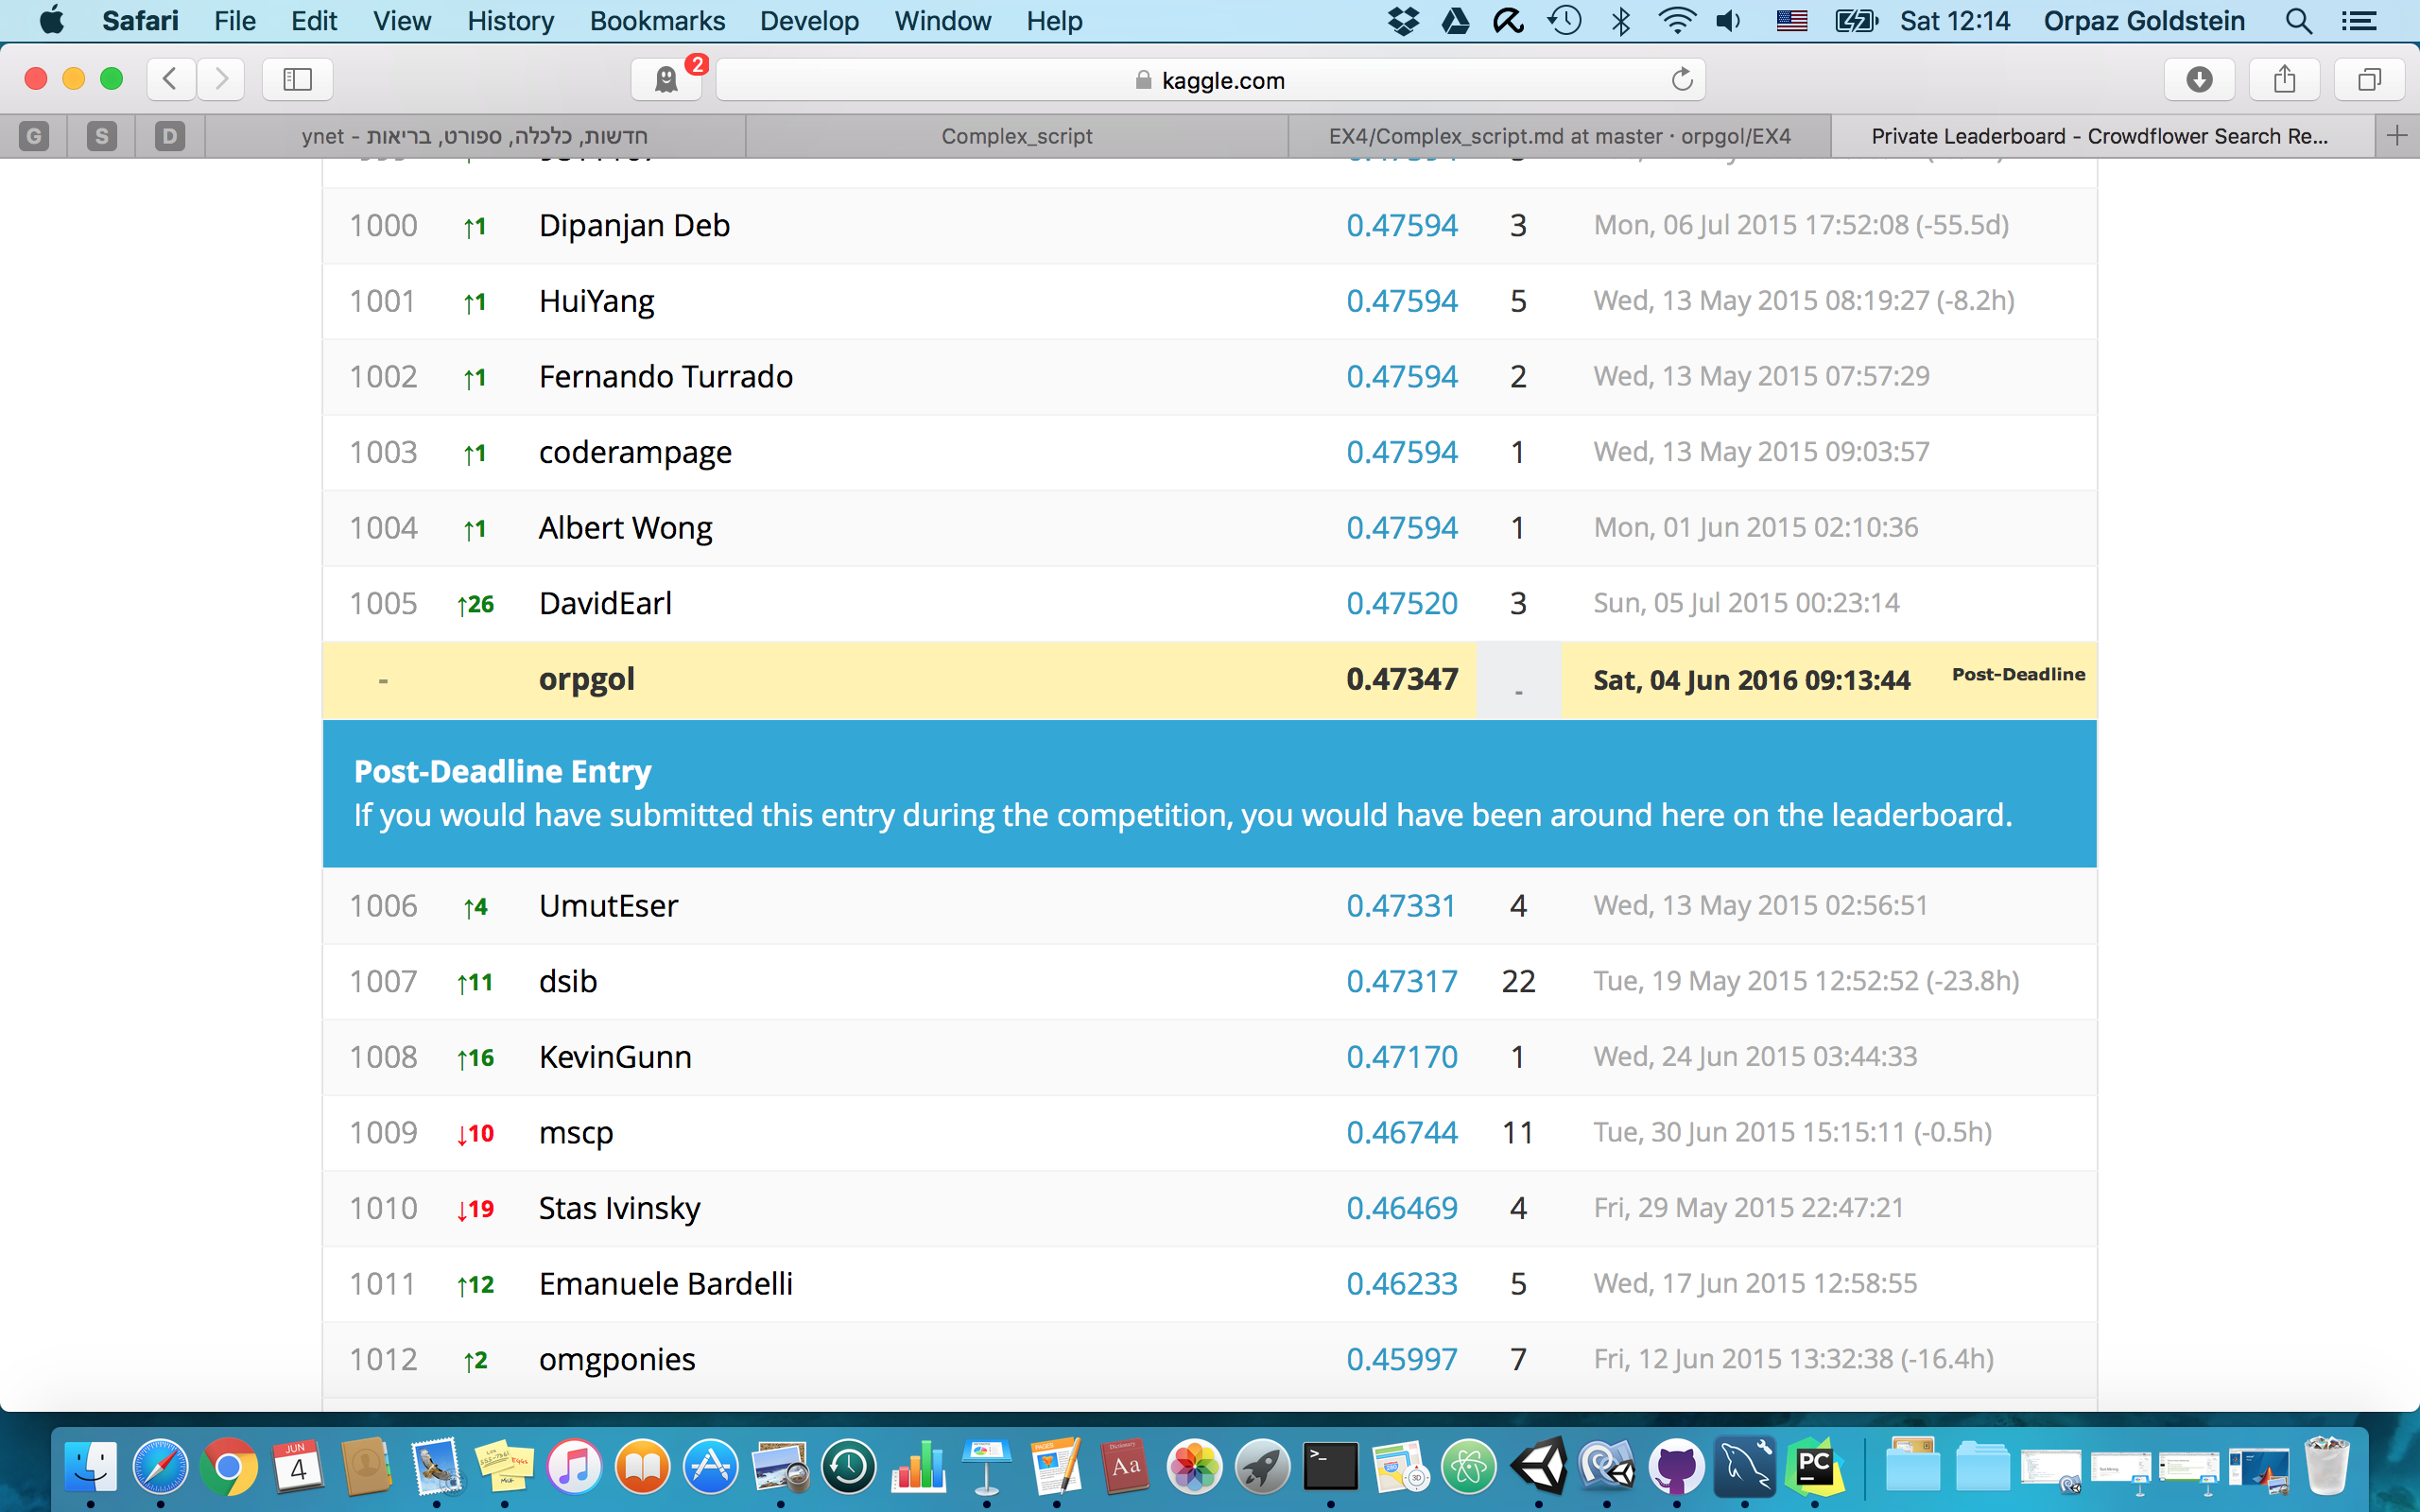 Safari File Edit View History Bookmarks Develop Window Help Sat 12:14 Orpaz Goldstein
2 kaggle.com
G S D ynet - חדשות, כלכלה, ספורט, בריאות Complex_script EX4/Complex_script.md at master · orpgol/EX4 Private Leaderboard - Crowdflower Search Re...
1000 ↑1 Dipanjan Deb 0.47594 3 Mon, 06 Jul 2015 17:52:08 (-55.5d)
1001 ↑1 HuiYang 0.47594 5 Wed, 13 May 2015 08:19:27 (-8.2h)
1002 ↑1 Fernando Turrado 0.47594 2 Wed, 13 May 2015 07:57:29
1003 ↑1 coderampage 0.47594 1 Wed, 13 May 2015 09:03:57
1004 ↑1 Albert Wong 0.47594 1 Mon, 01 Jun 2015 02:10:36
1005 ↑26 DavidEarl 0.47520 3 Sun, 05 Jul 2015 00:23:14
- orpgol 0.47347 - Sat, 04 Jun 2016 09:13:44 Post-Deadline
Post-Deadline Entry
If you would have submitted this entry during the competition, you would have been around here on the leaderboard.
1006 ↑4 UmutEser 0.47331 4 Wed, 13 May 2015 02:56:51
1007 ↑11 dsib 0.47317 22 Tue, 19 May 2015 12:52:52 (-23.8h)
1008 ↑16 KevinGunn 0.47170 1 Wed, 24 Jun 2015 03:44:33
1009 ↓10 mscp 0.46744 11 Tue, 30 Jun 2015 15:15:11 (-0.5h)
1010 ↓19 Stas Ivinsky 0.46469 4 Fri, 29 May 2015 22:47:21
1011 ↑12 Emanuele Bardelli 0.46233 5 Wed, 17 Jun 2015 12:58:55
1012 ↑2 omgponies 0.45997 7 Fri, 12 Jun 2015 13:32:38 (-16.4h)
JUN 4 PAGES Dictionary Aa >_ 3D PC